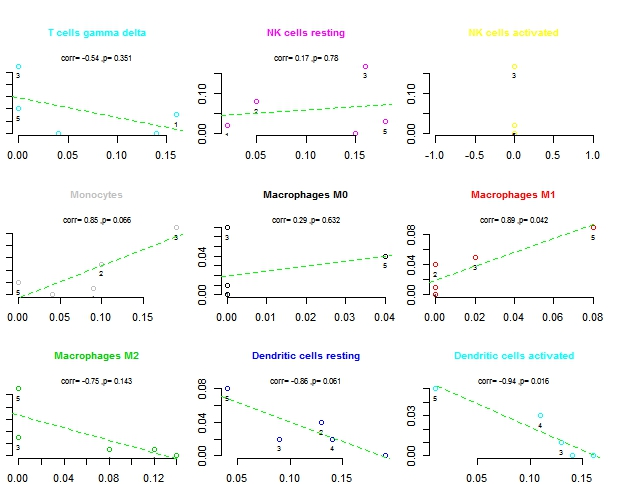 T cells gamma delta
corr= -0.54 ,p= 0.351
3
5
1
0.00 0.05 0.10 0.15
NK cells resting
corr= 0.17 ,p= 0.78
0.00 0.10
3
5
0.05 0.10 0.15
NK cells activated
0.00 0.10
3
-1.0 -0.5 0.0 0.5 1.0
Monocytes
corr= 0.85 ,p= 0.066
3
2
5
0.00 0.05 0.10 0.15
Macrophages M0
corr= 0.29 ,p= 0.632
0.00 0.04
3
5
0.00 0.01 0.02 0.03 0.04
Macrophages M1
corr= 0.89 ,p= 0.042
0.00 0.04 0.08
5
3
2
0.00 0.02 0.04 0.06 0.08
Macrophages M2
corr= -0.75 ,p= 0.143
5
3
0.00 0.04 0.08 0.12
Dendritic cells resting
corr= -0.86 ,p= 0.061
0.00 0.04 0.08
5
3
4
0.05 0.10 0.15
Dendritic cells activated
corr= -0.94 ,p= 0.016
0.00 0.03
5
4
3
0.05 0.10 0.15